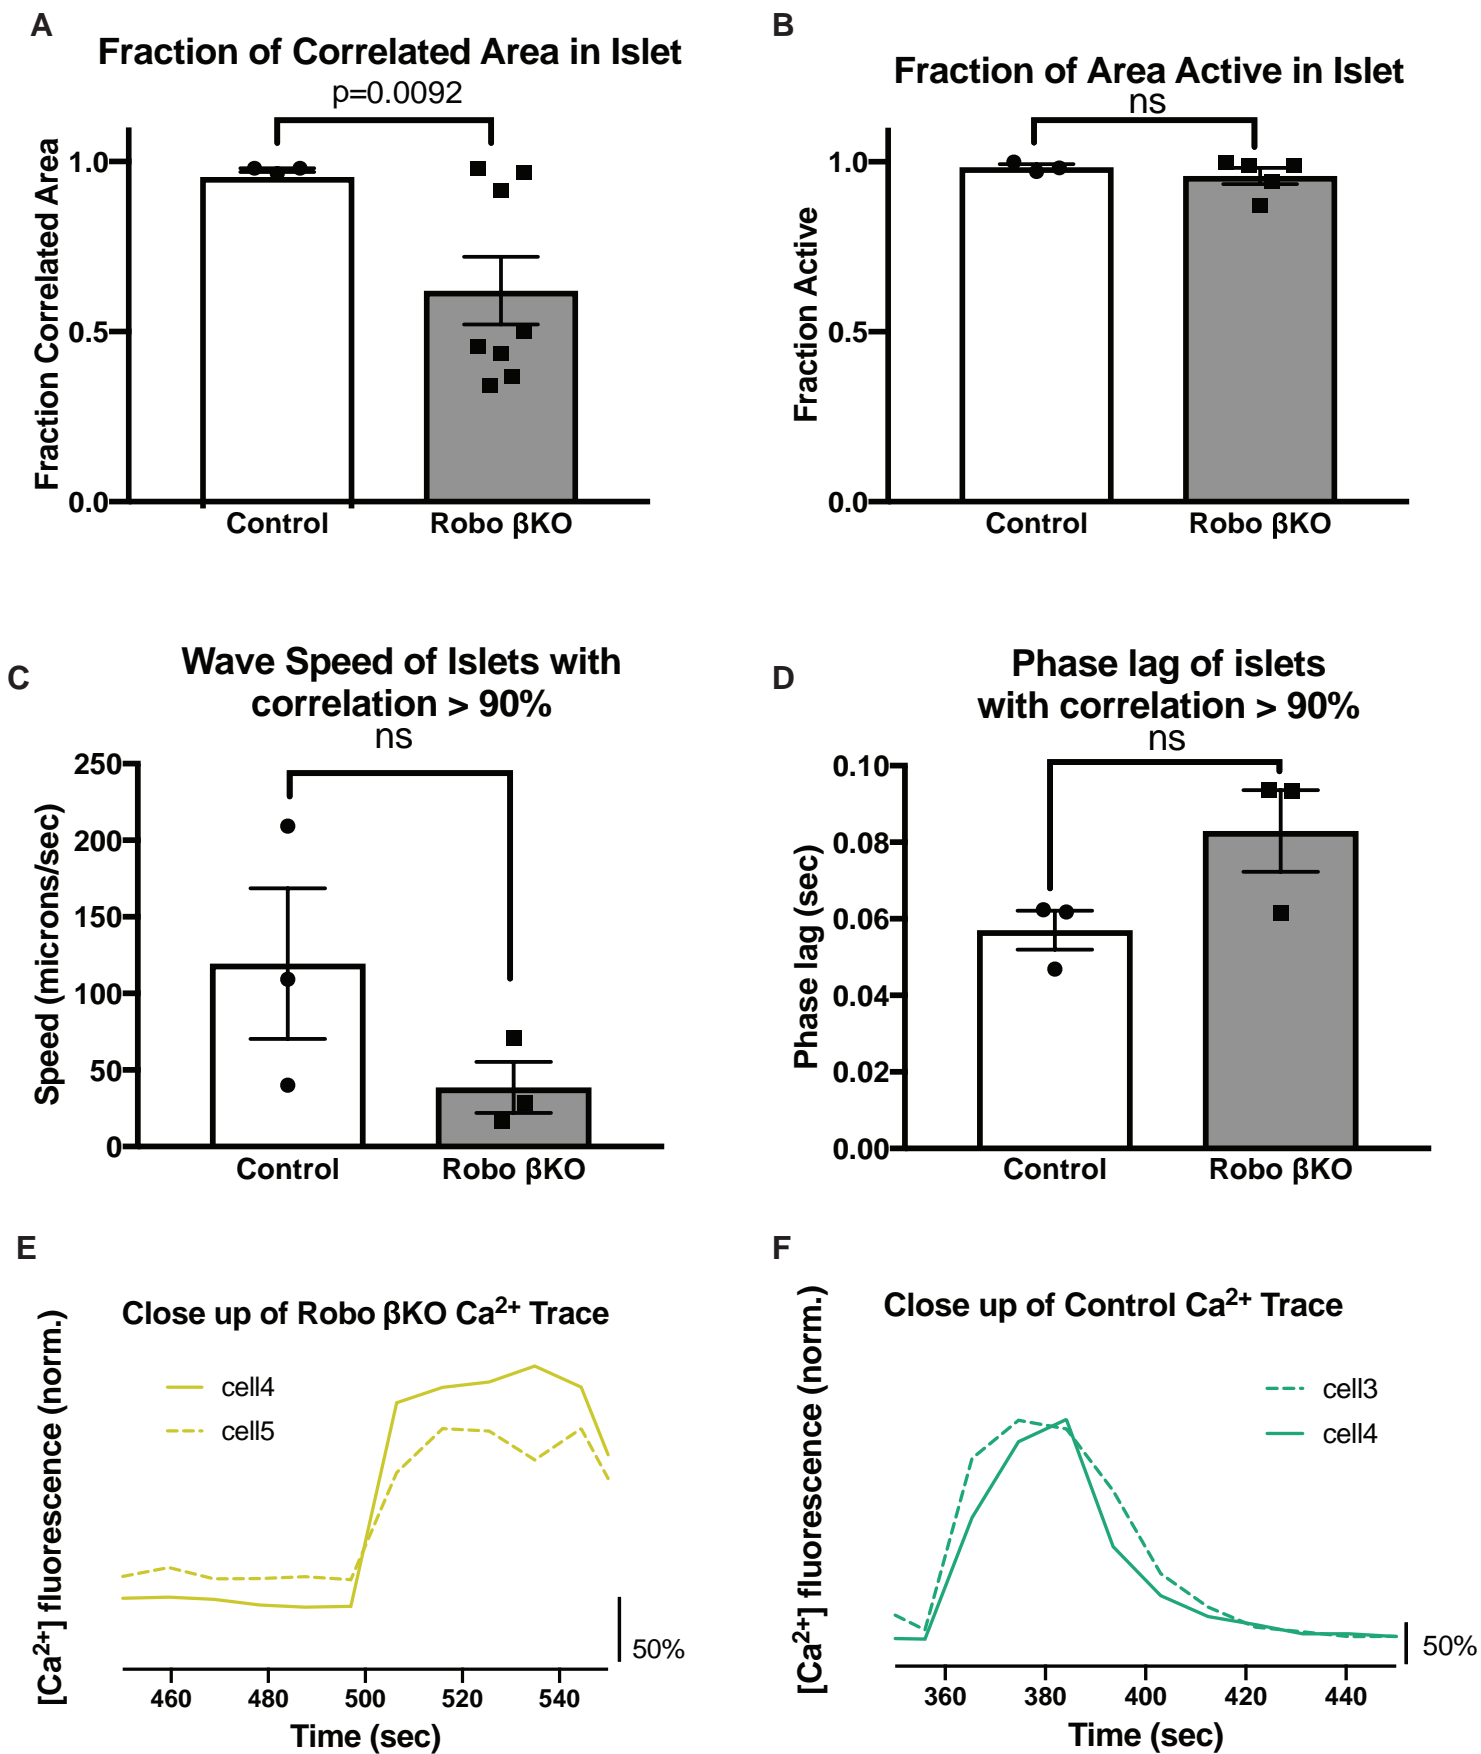 A
Fraction of Correlated Area in Islet
p=0.0092
Fraction Correlated Area
1.0
0.5
0.0
Control
Robo βKO
B
Fraction of Area Active in Islet
ns
Fraction Active
1.0
0.5
0.0
Control
Robo βKO
C
Wave Speed of Islets with
correlation > 90%
ns
Speed (microns/sec)
250
200
150
100
50
0
Control
Robo βKO
D
Phase lag of islets
with correlation > 90%
ns
Phase lag (sec)
0.10
0.08
0.06
0.04
0.02
0.00
Control
Robo βKO
E
Close up of Robo βKO Ca²⁺ Trace
[Ca²⁺] fluorescence (norm.)
cell4
cell5
50%
460 480 500 520 540
Time (sec)
F
Close up of Control Ca²⁺ Trace
[Ca²⁺] fluorescence (norm.)
cell3
cell4
50%
360 380 400 420 440
Time (sec)